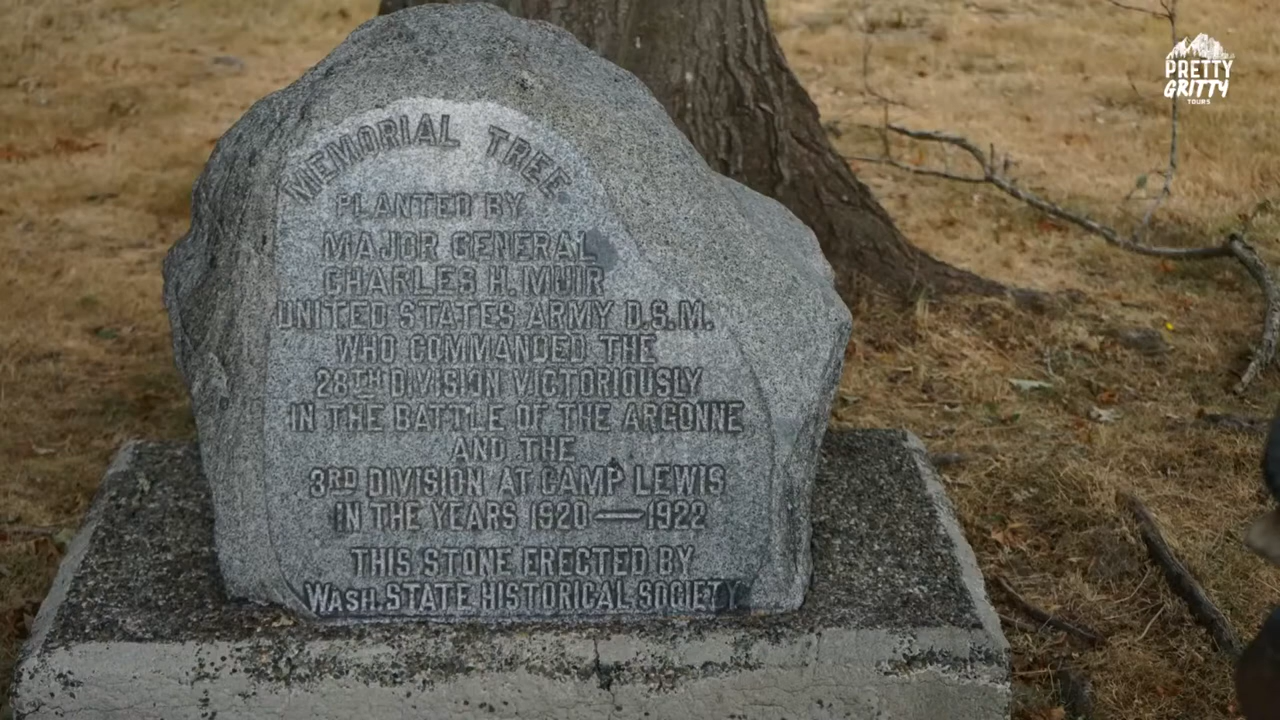 MEMORIAL TREE
PLANTED BY
MAJOR GENERAL
CHARLES H. MUIR
UNITED STATES ARMY D.S.M.
WHO COMMANDED THE
28TH DIVISION VICTORIOUSLY
IN THE BATTLE OF THE ARGONNE
AND THE
3RD DIVISION AT CAMP LEWIS
IN THE YEARS 1920—1922
THIS STONE ERECTED BY
WASH. STATE HISTORICAL SOCIETY
PRETTY
GRITTY
TOURS